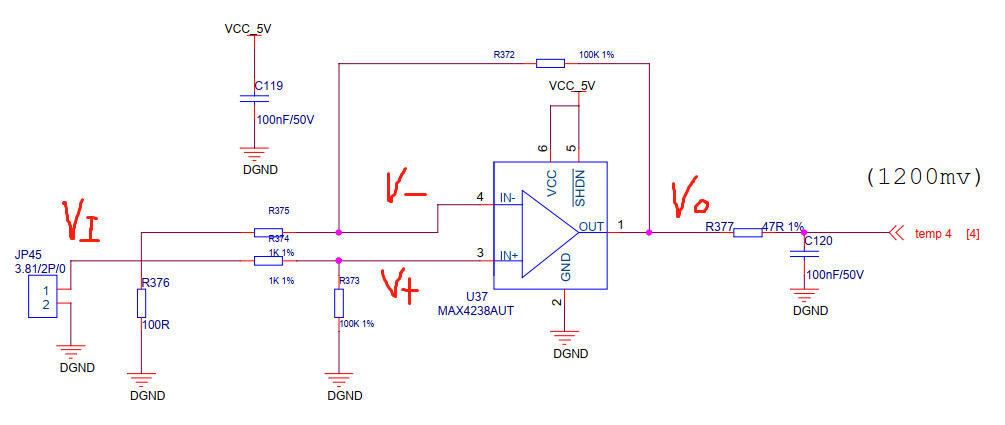 VCC_5V
C119
100nF/50V
DGND
R372
100K 1%
VCC_5V
6
5
VCC
SHDN
(1200mv)
V-
4
IN-
VI
R375
R374
1K 1%
1K 1%
Vo
OUT
1
R377
47R 1%
temp 4
[4]
C120
100nF/50V
DGND
JP45
3.81/2P/0
1
2
DGND
R376
100R
DGND
V+
3
IN+
R373
100K 1%
DGND
GND
2
U37
MAX4238AUT
DGND